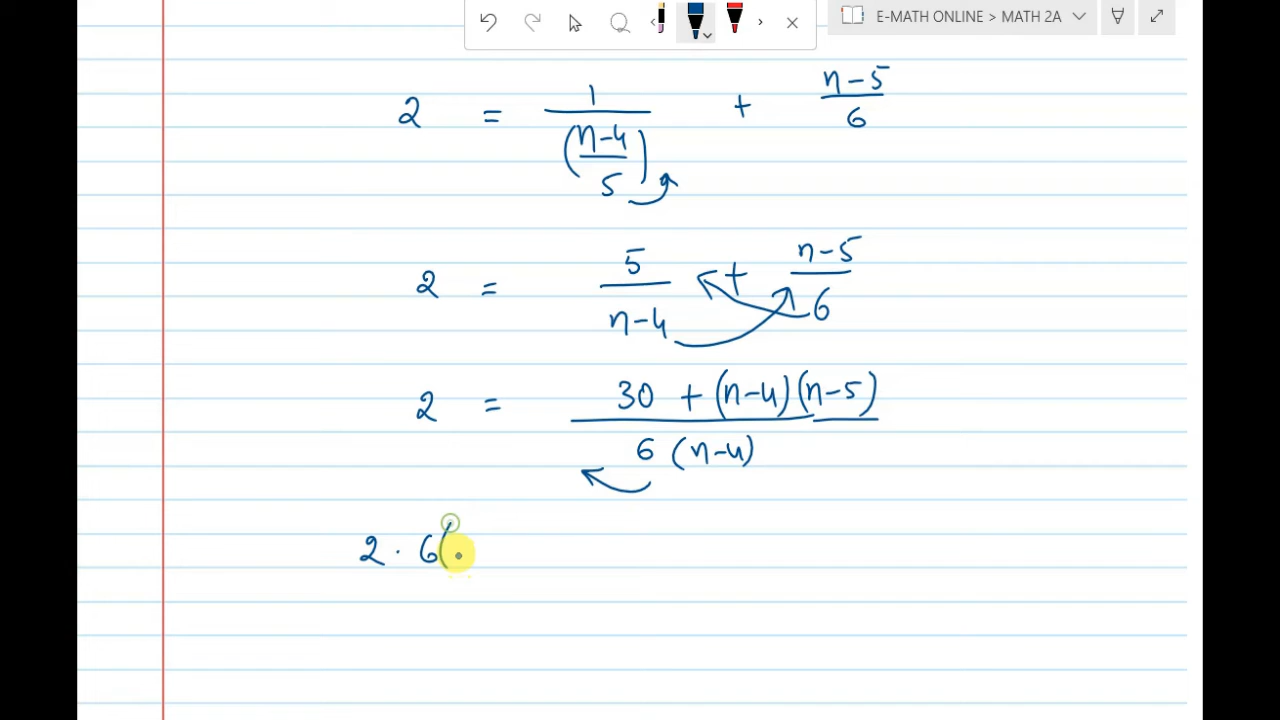 E-MATH ONLINE > MATH 2A
2 = 1/((n-4)/5) + (n-5)/6
2 = 5/(n-4) + (n-5)/6
2 = (30 + (n-4)(n-5))/(6(n-4))
2 · 6(